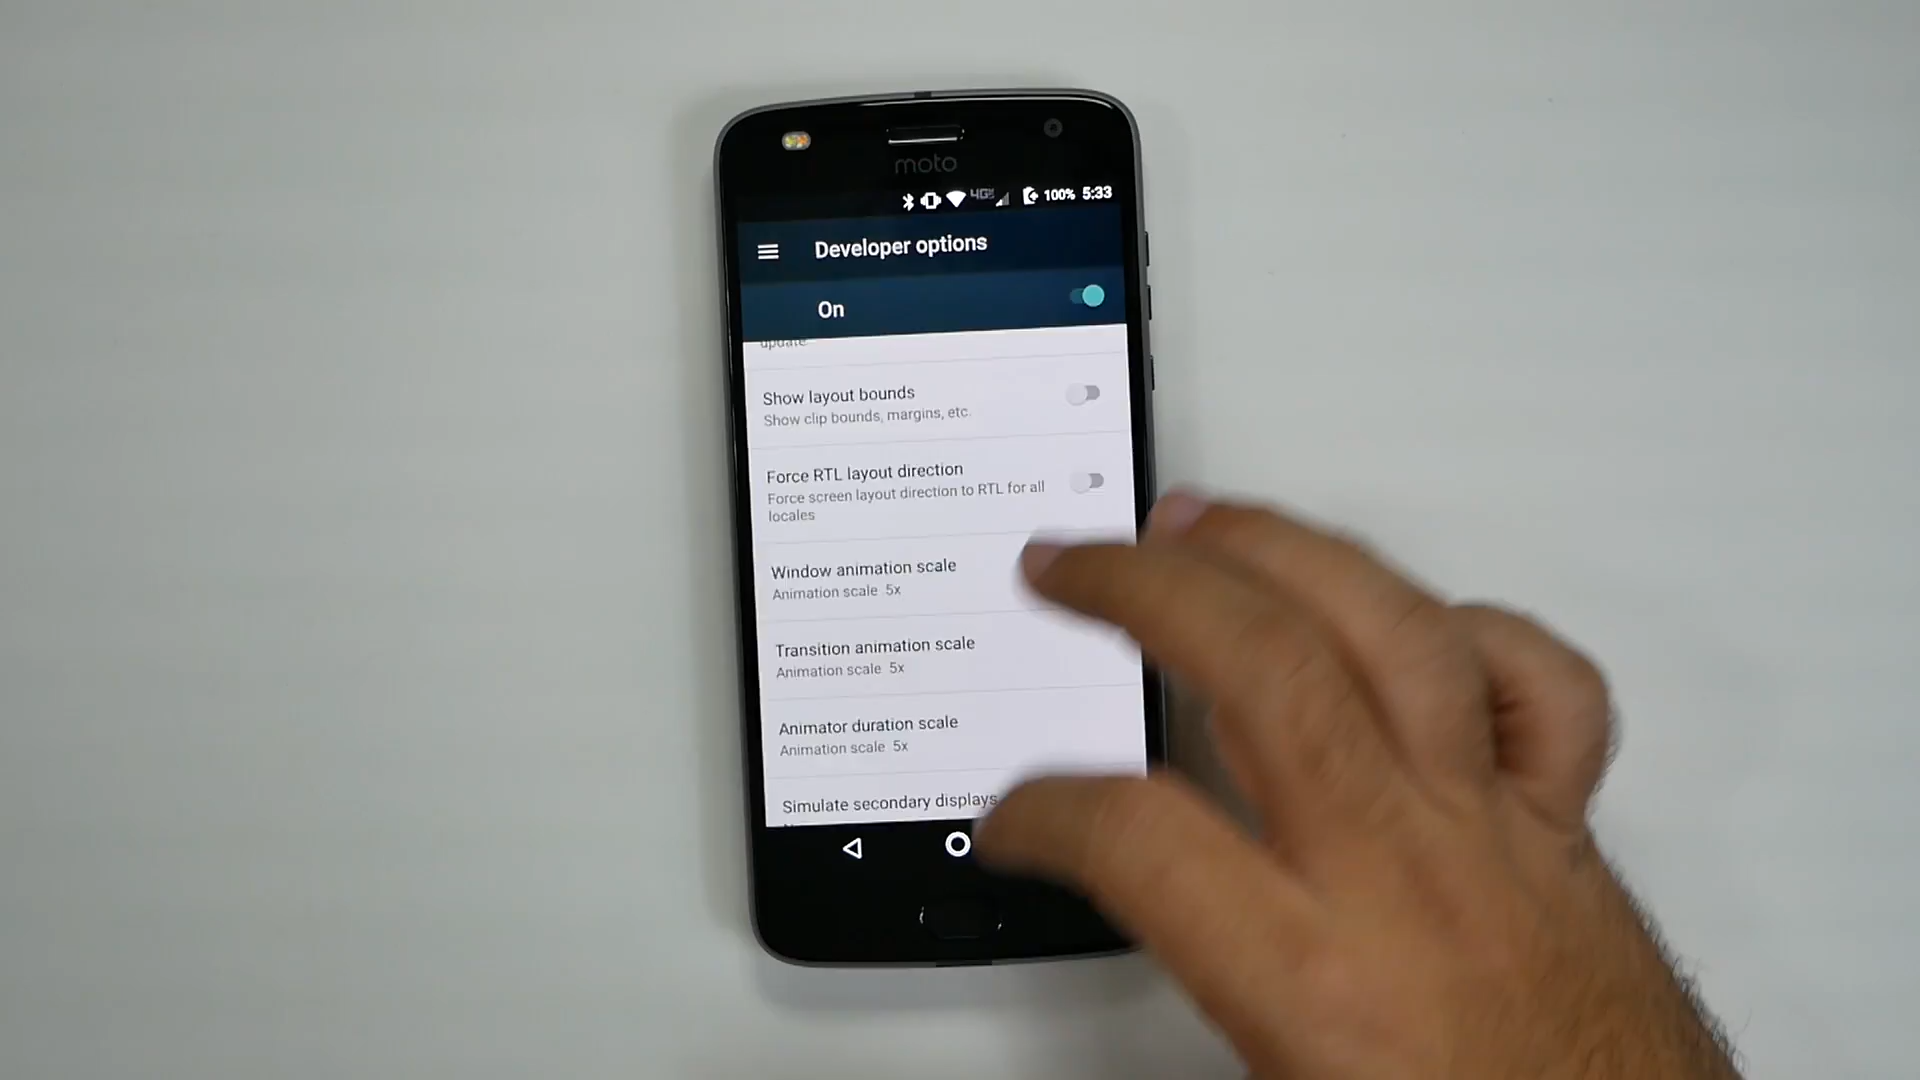 moto
4G 100% 5:33
Developer options
On
update.
Show layout bounds
Show clip bounds, margins, etc.
Force RTL layout direction
Force screen layout direction to RTL for all
locales
Window animation scale
Animation scale 5x
Transition animation scale
Animation scale 5x
Animator duration scale
Animation scale 5x
Simulate secondary displays